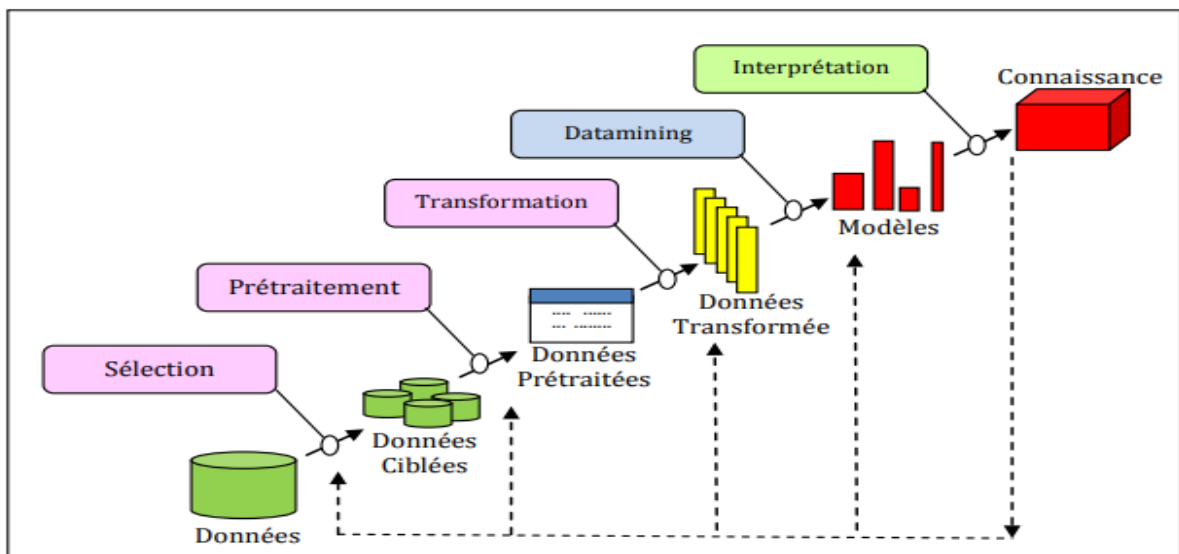 Interprétation
Connaissance
Datamining
Transformation
Modèles
Prétraitement
Données
Transformée
Sélection
Données
Prétraitées
Données
Ciblées
Données